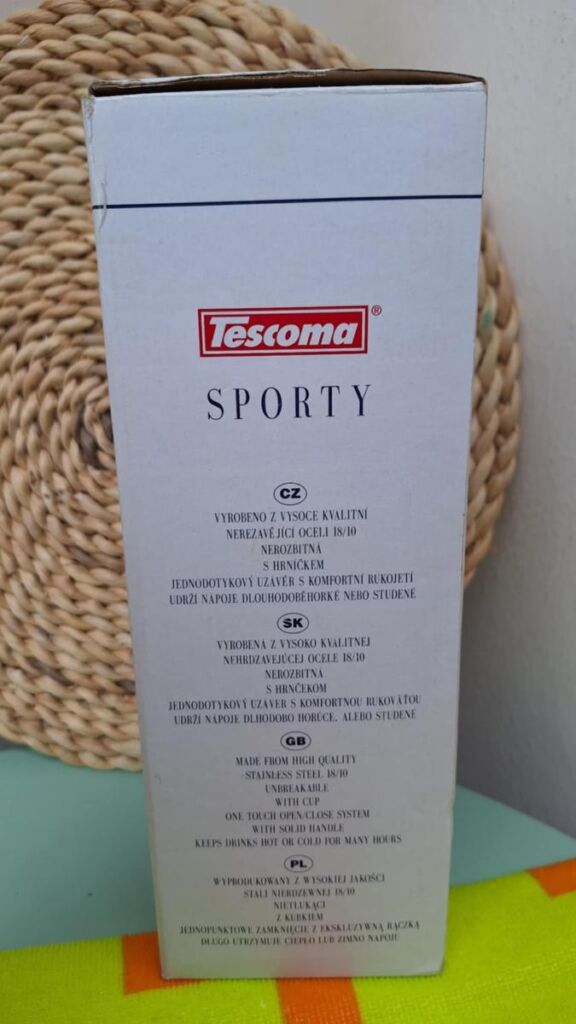 Tescoma®
SPORTY
CZ
VYROBENO Z VYSOCE KVALITNÍ
NEREZAVĚJÍCÍ OCELI 18/10
NEROZBITNÁ
S HRNÍČKEM
JEDNODOTYKOVÝ UZÁVĚR S KOMFORTNÍ RUKOJETÍ
UDRŽÍ NÁPOJE DLOUHODOBĚHORKÉ NEBO STUDENÉ
SK
VYROBENÁ Z VYSOKO KVALITNEJ
NEHRDZAVEJÚCEJ OCELE 18/10
NEROZBITNÁ
S HRNČEKOM
JEDNODOTYKOVÝ UZÁVER S KOMFORTNOU RUKOVÄŤOU
UDRŽÍ NÁPOJE DLHODOBO HORÚCE. ALEBO STUDENÉ
GB
MADE FROM HIGH QUALITY
STAINLESS STEEL 18/10
UNBREAKABLE
WITH CUP
ONE TOUCH OPEN/CLOSE SYSTEM
WITH SOLID HANDLE
KEEPS DRINKS HOT OR COLD FOR MANY HOURS
PL
WYPRODUKOWANY Z WYSOKIEJ JAKOŚCI
STALI NIERDZEWNEJ 18/10
NIETŁUKĄCI
Z KUBKIEM
JEDNOPUNKTOWE ZAMKNIĘCIE Z EKSKLUZYWNĄ RĄCZKĄ
DŁUGO UTRZYMUJE CIEPŁO LUB ZIMNO NAPOJU